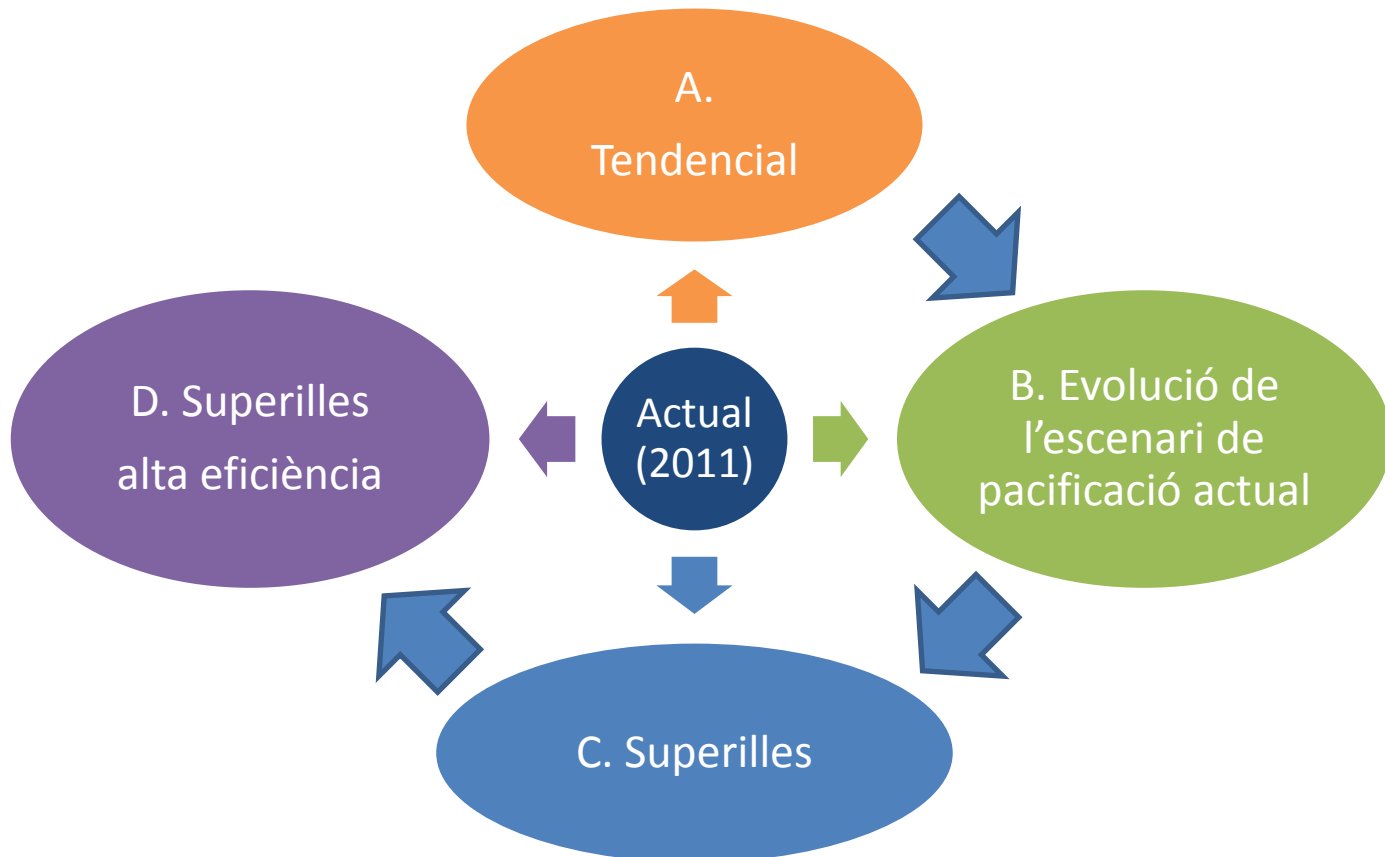 A.
Tendencial
D. Superilles
alta eficiència
Actual
(2011)
B. Evolució de
l’escenari de
pacificació actual
C. Superilles